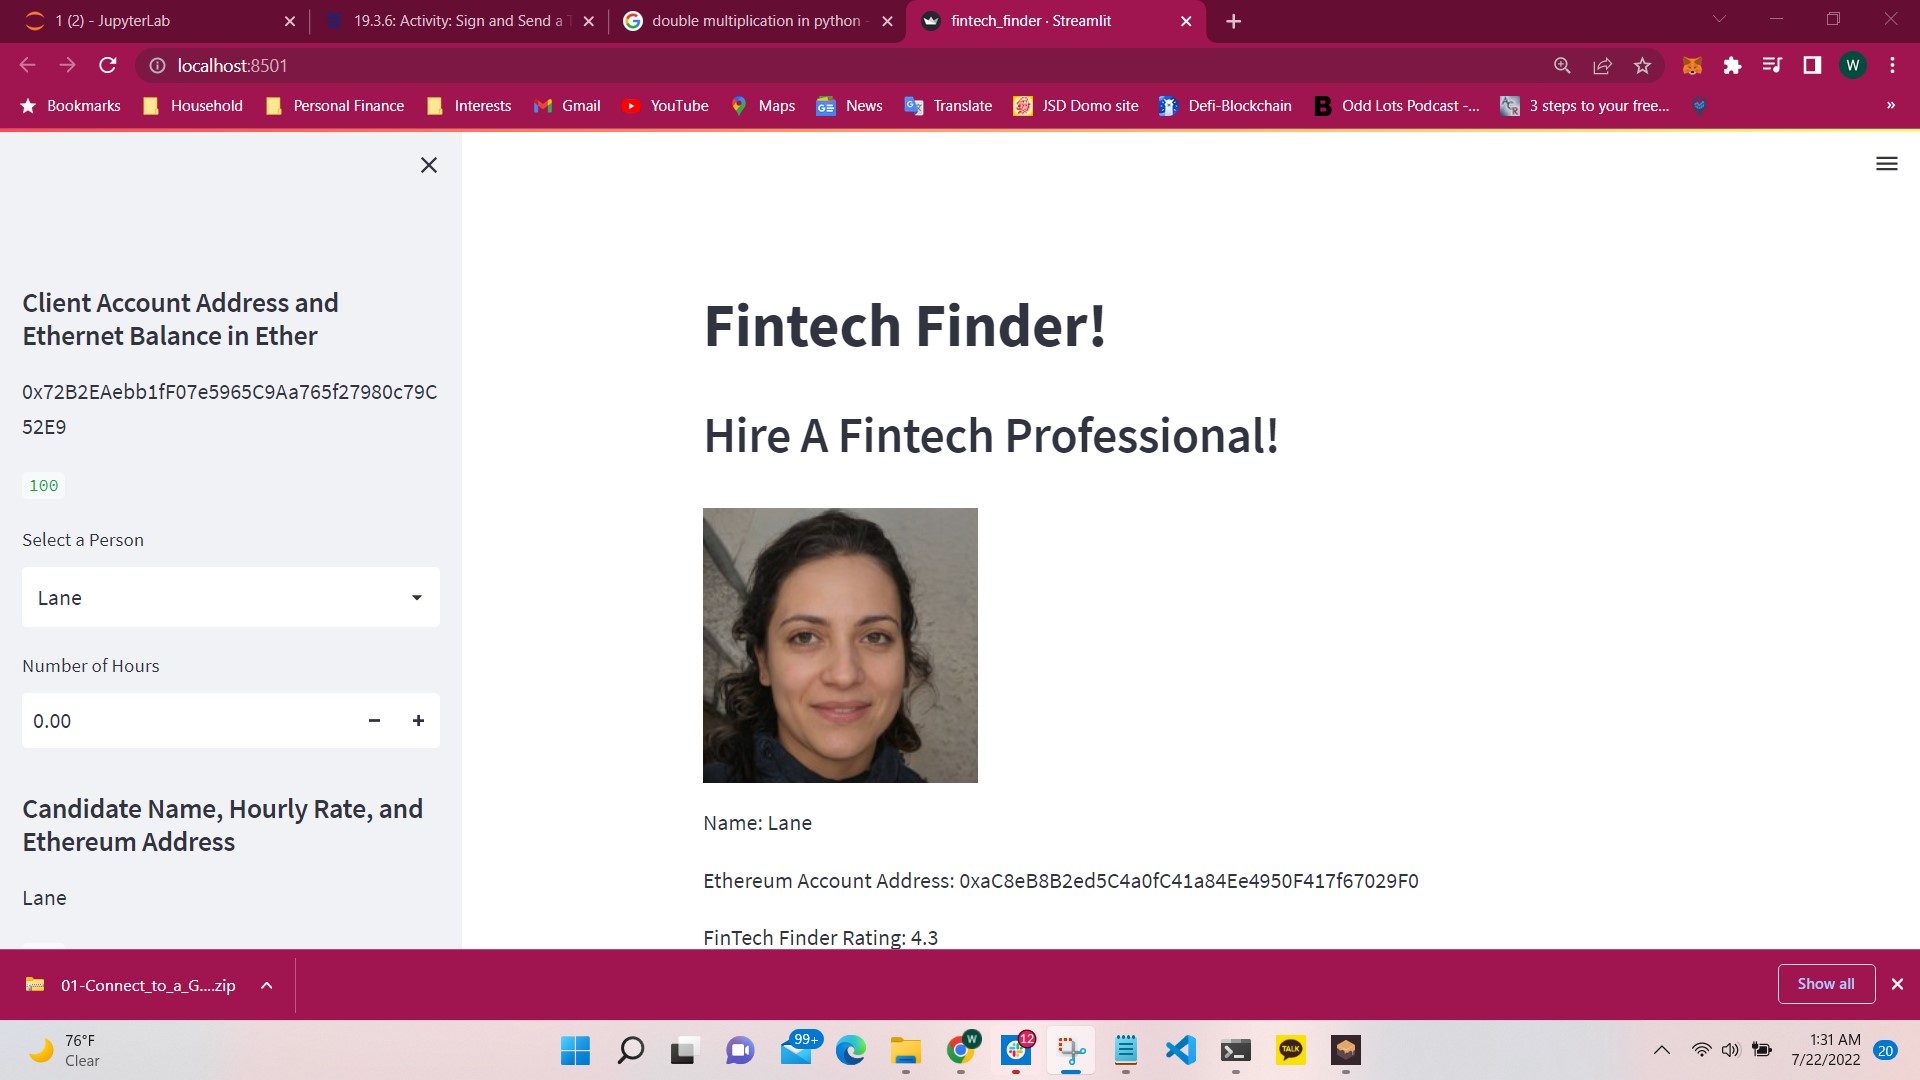 1 (2) - JupyterLab
19.3.6: Activity: Sign and Send a T
double multiplication in python -
fintech_finder · Streamlit
localhost:8501
W
Bookmarks
Household
Personal Finance
Interests
Gmail
YouTube
Maps
News
Translate
JSD Domo site
Defi-Blockchain
Odd Lots Podcast -...
3 steps to your free...
»
Client Account Address and
Ethernet Balance in Ether
0x72B2EAebb1fF07e5965C9Aa765f27980c79C
52E9
100
Select a Person
Lane
Number of Hours
0.00
Candidate Name, Hourly Rate, and
Ethereum Address
Lane
Fintech Finder!
Hire A Fintech Professional!
Name: Lane
Ethereum Account Address: 0xaC8eB8B2ed5C4a0fC41a84Ee4950F417f67029F0
FinTech Finder Rating: 4.3
01-Connect_to_a_G....zip
Show all
76°F
Clear
99+
W
12
TALK
1:31 AM
7/22/2022
20